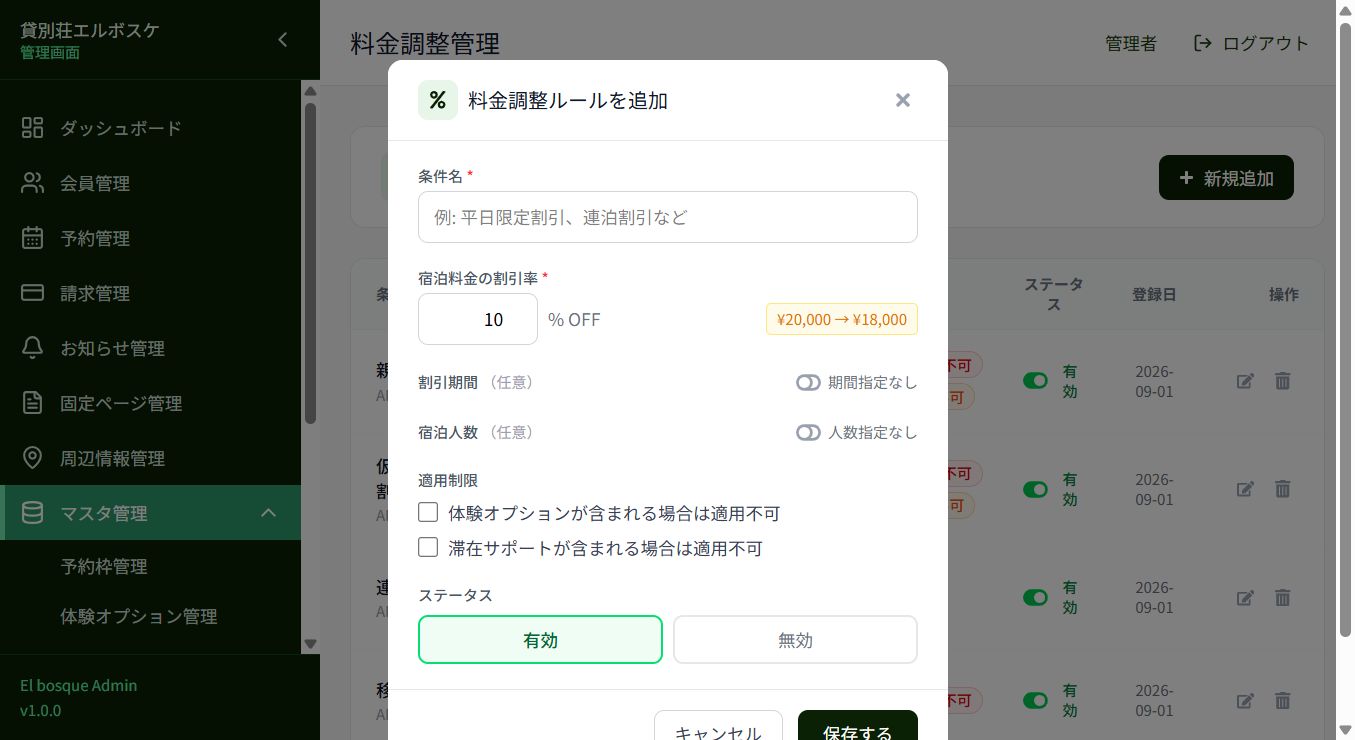 貸別荘エルボスケ
管理画面
ダッシュボード
会員管理
予約管理
請求管理
お知らせ管理
固定ページ管理
周辺情報管理
マスタ管理
予約枠管理
体験オプション管理
El bosque Admin
v1.0.0
料金調整管理
管理者
ログアウト
新規追加
% 料金調整ルールを追加
条件名 *
例: 平日限定割引、連泊割引など
宿泊料金の割引率 *
10 % OFF ¥20,000 → ¥18,000
割引期間 (任意) 期間指定なし
宿泊人数 (任意) 人数指定なし
適用制限
体験オプションが含まれる場合は適用不可
滞在サポートが含まれる場合は適用不可
ステータス
有効 無効
キャンセル 保存する
ステータ
ス
登録日
操作
不可
可
有
効
2026-
09-01
割
不可
可
有
効
2026-
09-01
有
効
2026-
09-01
不可
有
効
2026-
09-01